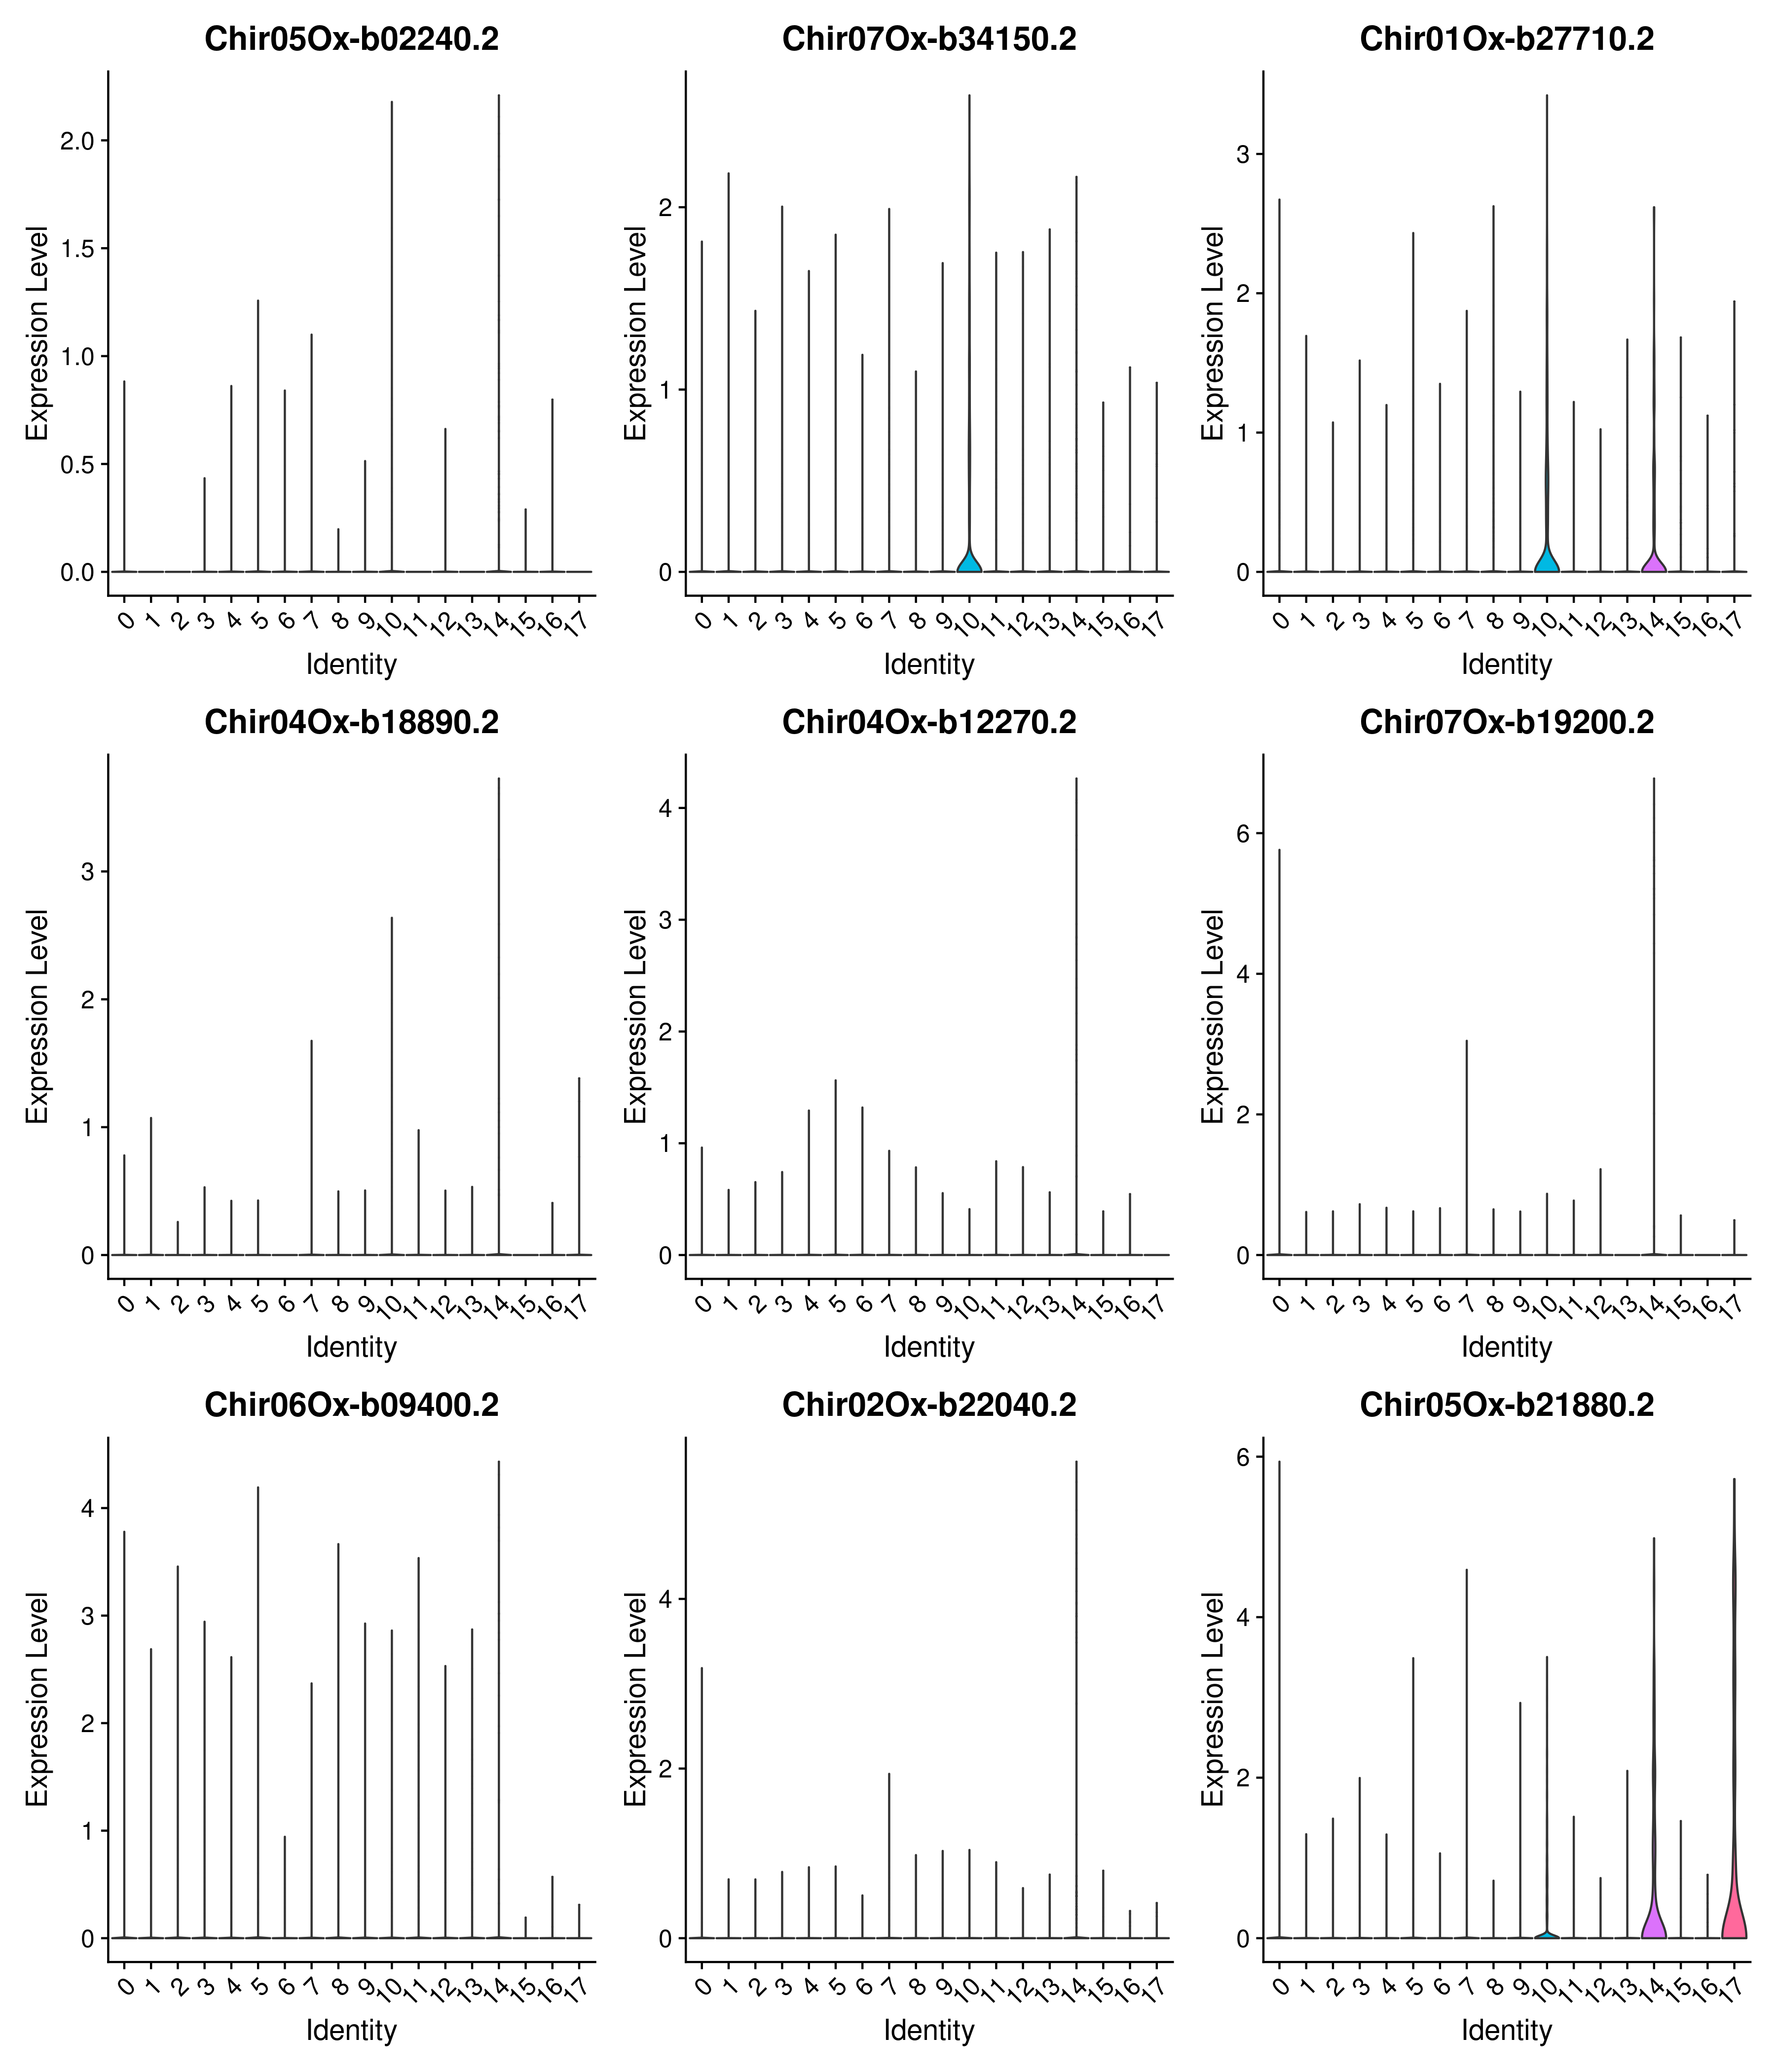 Chir05Ox-b02240.2
Chir07Ox-b34150.2
Chir01Ox-b27710.2
Expression Level
2.0
1.5
1.0
0.5
0.0
0 1 2 3 4 5 6 7 8 9 10 11 12 13 14 15 16 17
Identity
Expression Level
2
1
0
0 1 2 3 4 5 6 7 8 9 10 11 12 13 14 15 16 17
Identity
Expression Level
3
2
1
0
0 1 2 3 4 5 6 7 8 9 10 11 12 13 14 15 16 17
Identity
Chir04Ox-b18890.2
Chir04Ox-b12270.2
Chir07Ox-b19200.2
Expression Level
3
2
1
0
0 1 2 3 4 5 6 7 8 9 10 11 12 13 14 15 16 17
Identity
Expression Level
4
3
2
1
0
0 1 2 3 4 5 6 7 8 9 10 11 12 13 14 15 16 17
Identity
Expression Level
6
4
2
0
0 1 2 3 4 5 6 7 8 9 10 11 12 13 14 15 16 17
Identity
Chir06Ox-b09400.2
Chir02Ox-b22040.2
Chir05Ox-b21880.2
Expression Level
4
3
2
1
0
0 1 2 3 4 5 6 7 8 9 10 11 12 13 14 15 16 17
Identity
Expression Level
4
2
0
0 1 2 3 4 5 6 7 8 9 10 11 12 13 14 15 16 17
Identity
Expression Level
6
4
2
0
0 1 2 3 4 5 6 7 8 9 10 11 12 13 14 15 16 17
Identity